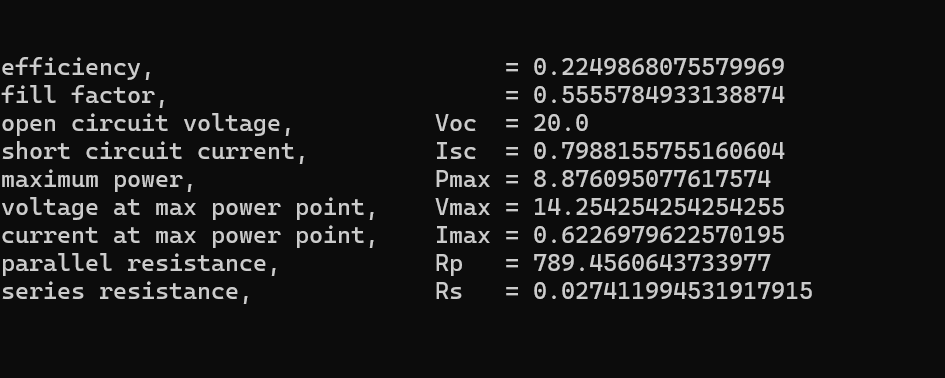 efficiency, = 0.2249868075579969
fill factor, = 0.5555784933138874
open circuit voltage, Voc = 20.0
short circuit current, Isc = 0.7988155755160604
maximum power, Pmax = 8.876095077617574
voltage at max power point, Vmax = 14.254254254254255
current at max power point, Imax = 0.6226979622570195
parallel resistance, Rp = 789.4560643733977
series resistance, Rs = 0.027411994531917915